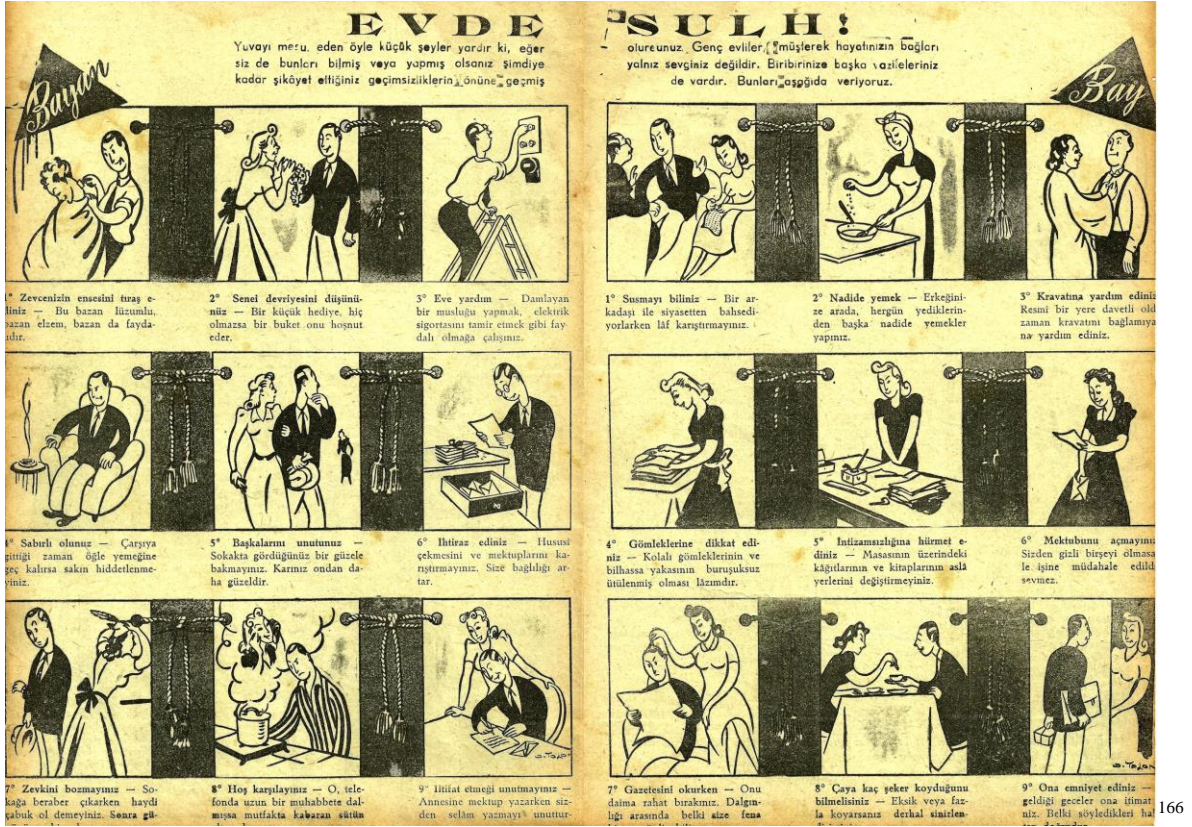 EVDE SULH!
Yuvayı mesu, eden öyle küçük şeyler vardır ki, eğer
siz de bunları bilmiş veya yapmış olsanız şimdiye
kadar şikâyet ettiğiniz geçimsizliklerin önüne geçmiş
olursunuz. Genç evliler, müşterek hayatınızın bağları
yalnız sevginiz değildir. Biribirinize başka vazifeleriniz
de vardır. Bunları aşağıda veriyoruz.
Bayan
Bay
1° Zevcenizin ensesini tıraş e-
diniz — Bu bazan lüzumlu,
bazan elzem, bazan da fayda-
lıdır.
2° Senei devriyesini düşünü-
nüz — Bir küçük hediye, hiç
olmazsa bir buket onu hoşnut
eder.
3° Eve yardım — Damlayan
bir musluğu yapmak, elektrik
sigortasını tamir etmek gibi fay-
dalı olmağa çalışınız.
1° Susmayı biliniz — Bir ar-
kadaşı ile siyasetten bahsedi-
yorlarken lâf karıştırmayınız.
2° Nadide yemek — Erkeğini-
ze arada, hergün yediklerin-
den başka nadide yemekler
yapınız.
3° Kravatına yardım ediniz
Resmî bir yere davetli old
zaman kravatını bağlamıya
na yardım ediniz.
4° Sabırlı olunuz — Çarşıya
gittiği zaman öğle yemeğine
geç kalırsa sakın hiddetlenme-
yiniz.
5° Başkalarını unutunuz —
Sokakta gördüğünüz bir güzele
bakmayınız. Karınız ondan da-
ha güzeldir.
6° Ihtiraz ediniz — Hususî
çekmesini ve mektuplarını ka-
rıştırmayınız. Size bağlılığı ar-
tar.
4° Gömleklerine dikkat edi-
niz — Kolalı gömleklerinin ve
bilhassa yakasının buruşuksuz
ütülenmiş olması lâzımdır.
5° Intizamsızlığına hürmet e-
diniz — Masasının üzerindeki
kâğıtlarının ve kitaplarının aslâ
yerlerini değiştirmeyiniz.
6° Mektubunu açmayını
Sizden gizli birşeyi olmasa
le işine müdahale edild
sevmez.
7° Zevkini bozmayınız — So-
kağa beraber çıkarken haydi
çabuk ol demeyiniz. Sonra gü-
8° Hoş karşılayınız — O, tele-
fonda uzun bir muhabbete dal-
mışsa mutfakta kabaran sütün
9° Iltifat etmeği unutmayınız —
Annesine mektup yazarken siz-
den selâm yazmayı unuttur-
7° Gazetesini okurken — Onu
daima rahat bırakınız. Dalgın-
lığı arasında belki size fena
8° Çaya kaç şeker koyduğunu
bilmelisiniz — Eksik veya faz-
la koyarsanız derhal sinirlen-
9° Ona emniyet ediniz —
geldiği geceler ona itimat
niz. Belki söyledikleri hal
166